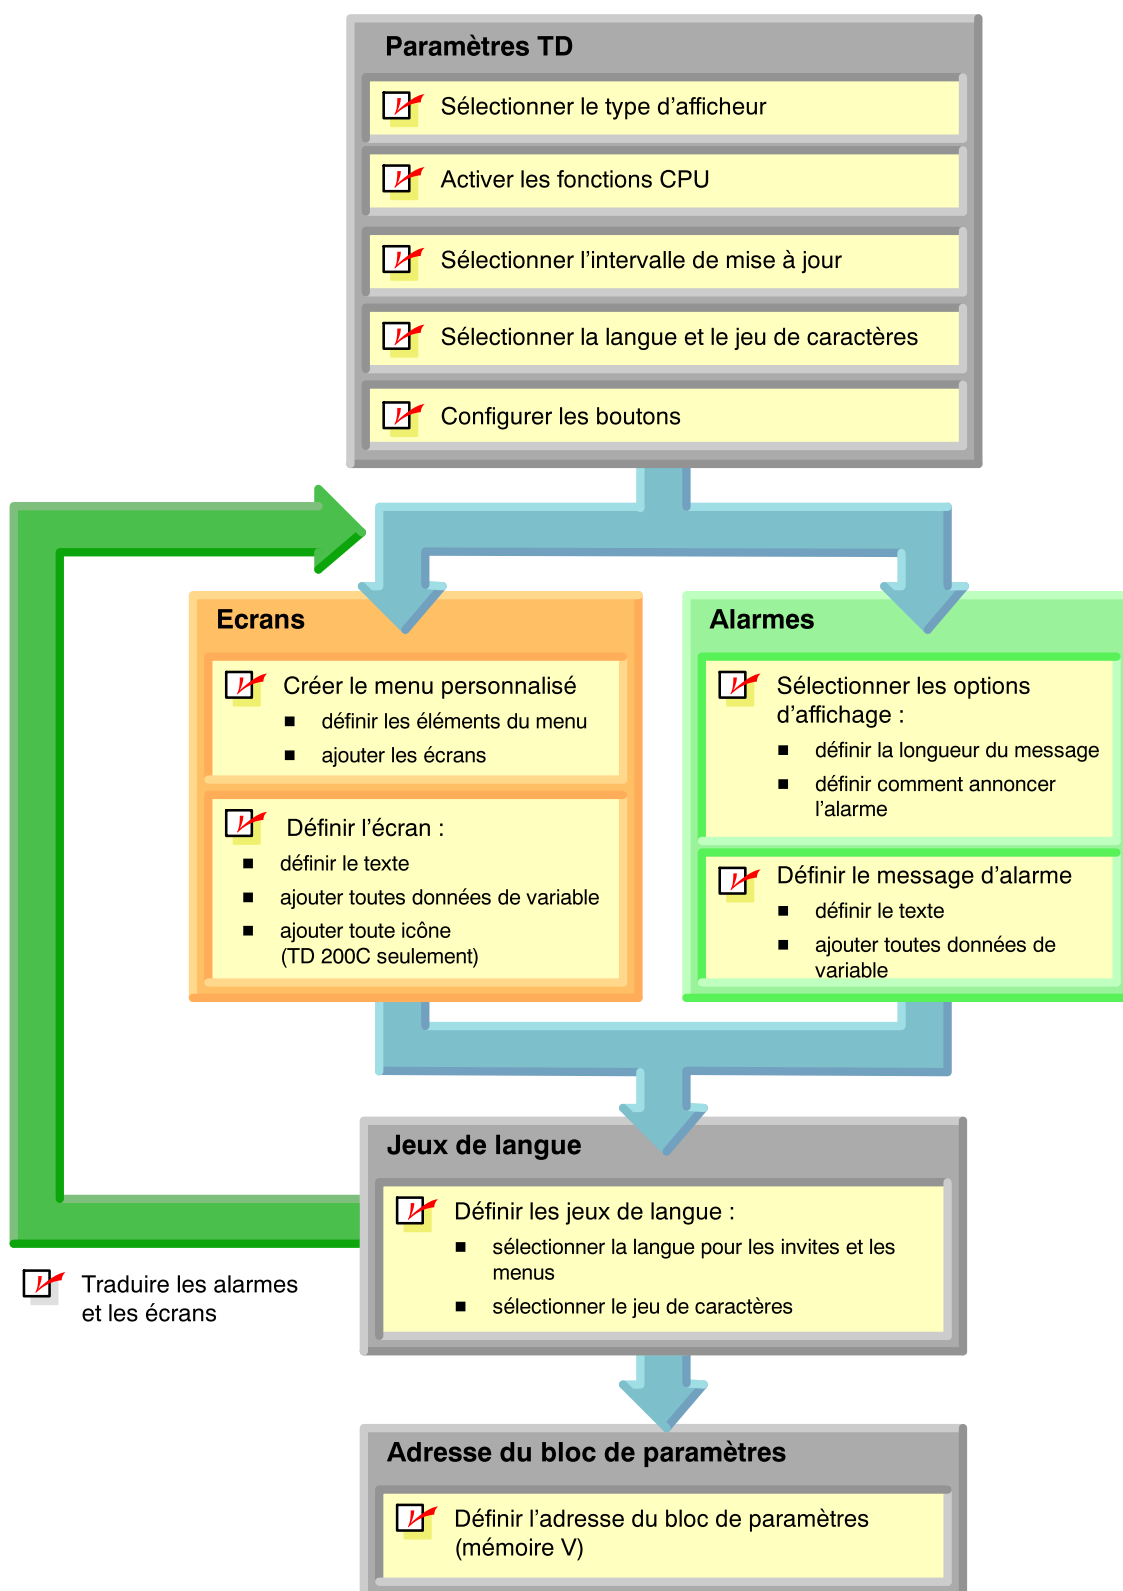 Paramètres TD
Sélectionner le type d'afficheur
Activer les fonctions CPU
Sélectionner l'intervalle de mise à jour
Sélectionner la langue et le jeu de caractères
Configurer les boutons
Ecrans
Créer le menu personnalisé
■ définir les éléments du menu
■ ajouter les écrans
Définir l'écran :
■ définir le texte
■ ajouter toutes données de variable
■ ajouter toute icône
(TD 200C seulement)
Alarmes
Sélectionner les options
d'affichage :
■ définir la longueur du message
■ définir comment annoncer
l'alarme
Définir le message d'alarme
■ définir le texte
■ ajouter toutes données de
variable
Jeux de langue
Définir les jeux de langue :
■ sélectionner la langue pour les invites et les
menus
■ sélectionner le jeu de caractères
Traduire les alarmes
et les écrans
Adresse du bloc de paramètres
Définir l'adresse du bloc de paramètres
(mémoire V)